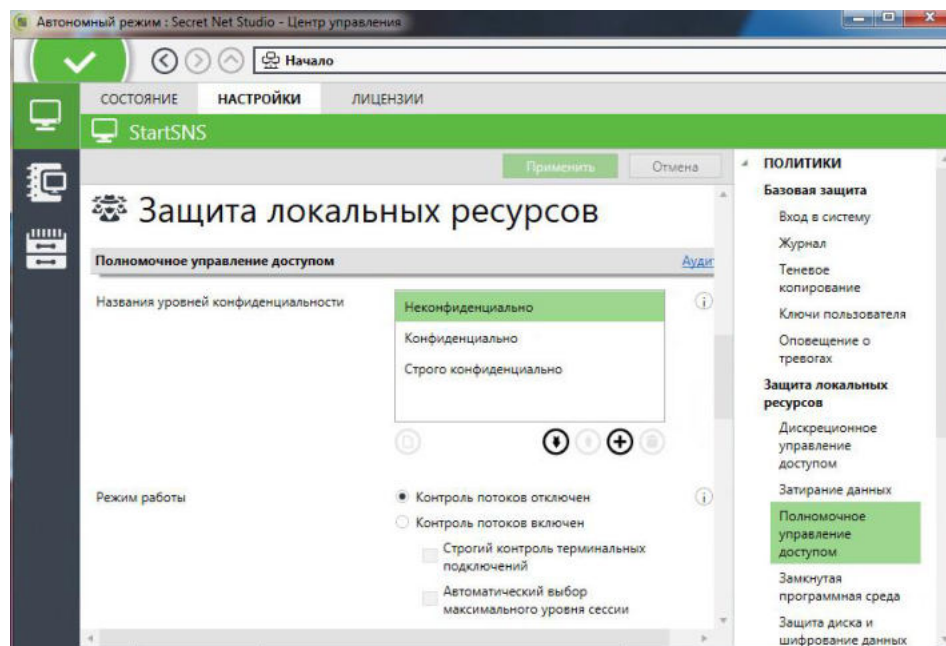 Автономный режим : Secret Net Studio - Центр управления
Начало
СОСТОЯНИЕ НАСТРОЙКИ ЛИЦЕНЗИИ
StartSNS
Применить Отмена
Защита локальных ресурсов
Полномочное управление доступом Аудит
Названия уровней конфиденциальности
Неконфиденциально
Конфиденциально
Строго конфиденциально
Режим работы
Контроль потоков отключен
Контроль потоков включен
Строгий контроль терминальных
подключений
Автоматический выбор
максимального уровня сессии
ПОЛИТИКИ
Базовая защита
Вход в систему
Журнал
Теневое
копирование
Ключи пользователя
Оповещение о
тревогах
Защита локальных
ресурсов
Дискреционное
управление
доступом
Затирание данных
Полномочное
управление
доступом
Замкнутая
программная среда
Защита диска и
шифрование данных